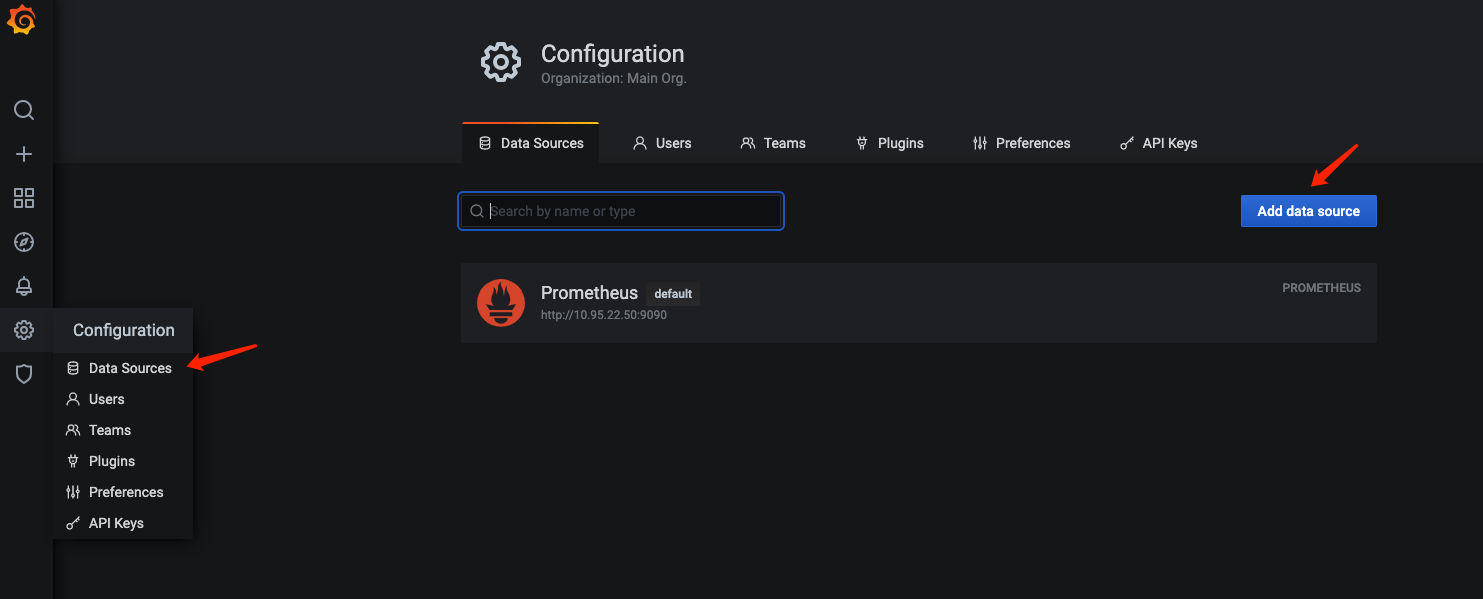 Configuration
Organization: Main Org.
Data Sources Users Teams Plugins Preferences API Keys
Search by name or type
Add data source
Prometheus default
PROMETHEUS
http://10.95.22.50:9090
Configuration
Data Sources
Users
Teams
Plugins
Preferences
API Keys